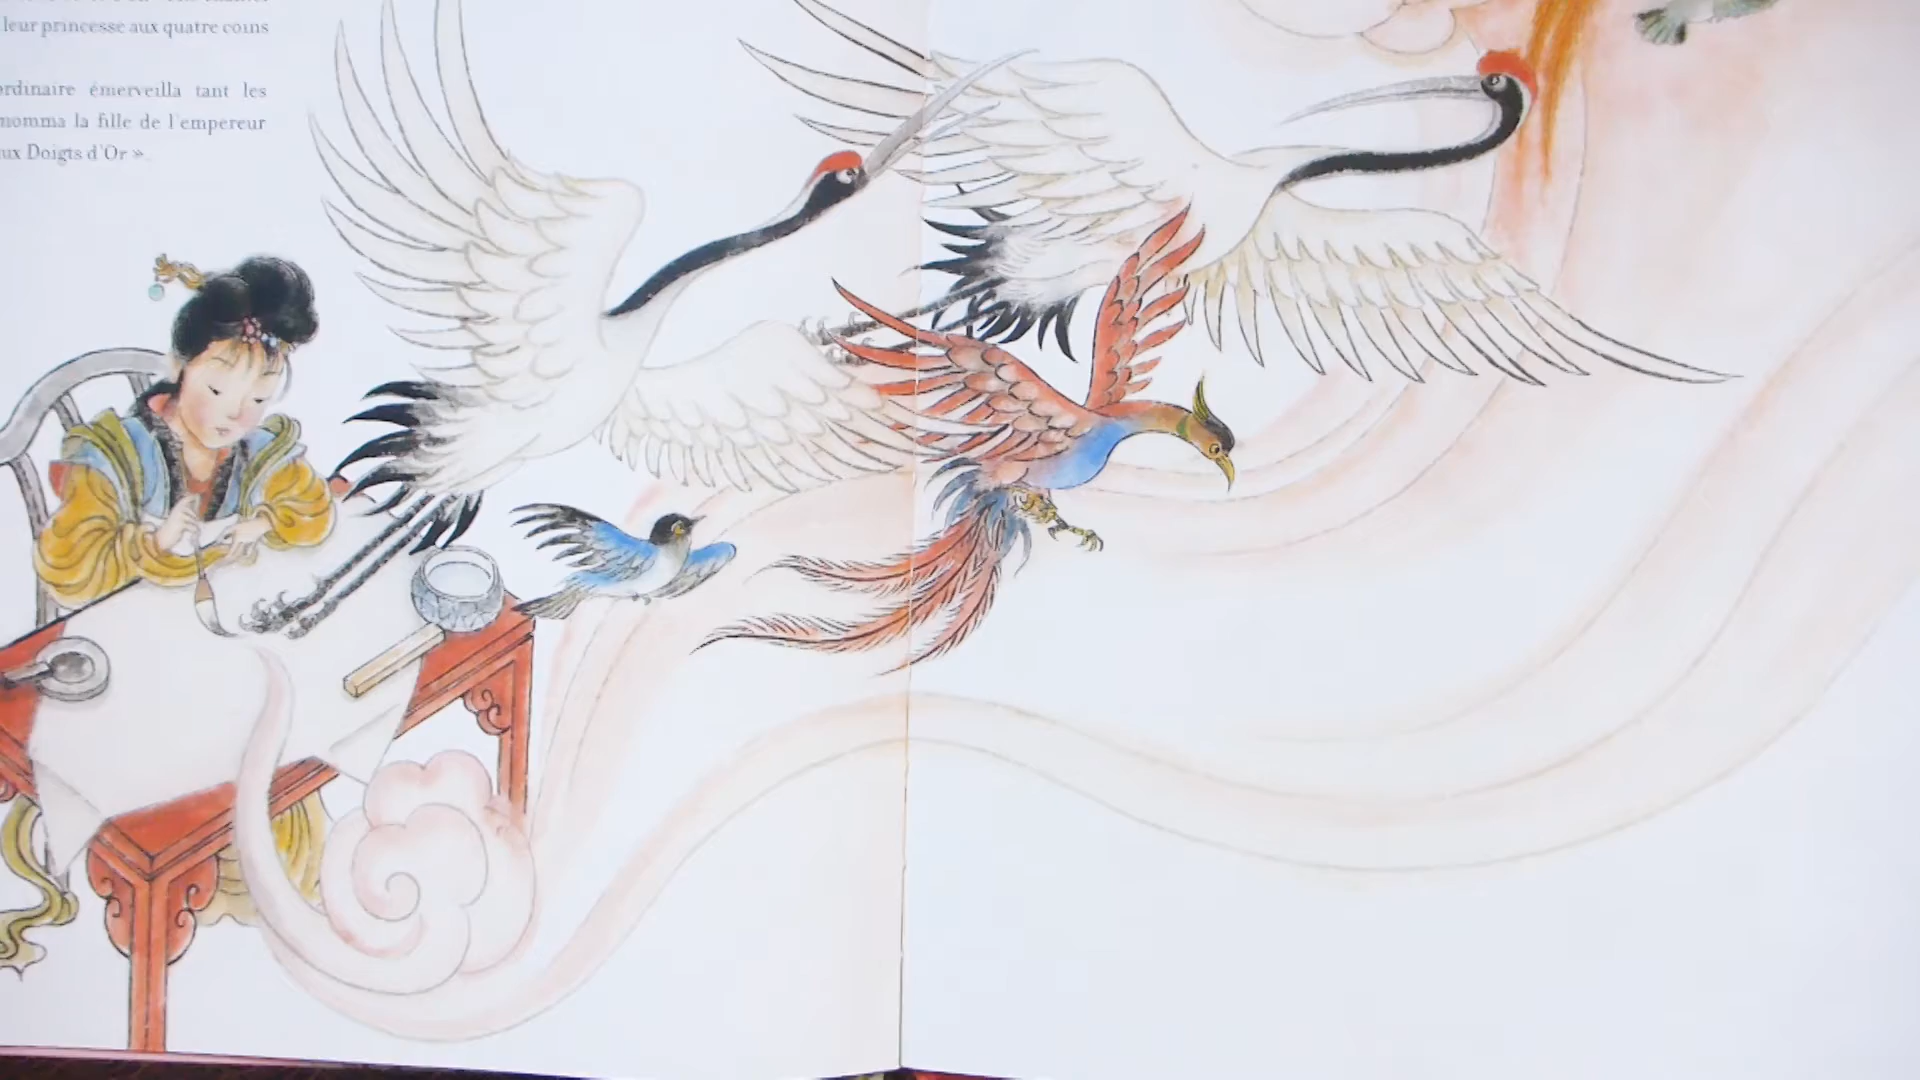 leur princesse aux quatre coins
ordinaire émerveilla tant les
nomma la fille de l'empereur
ux Doigts d'Or ».